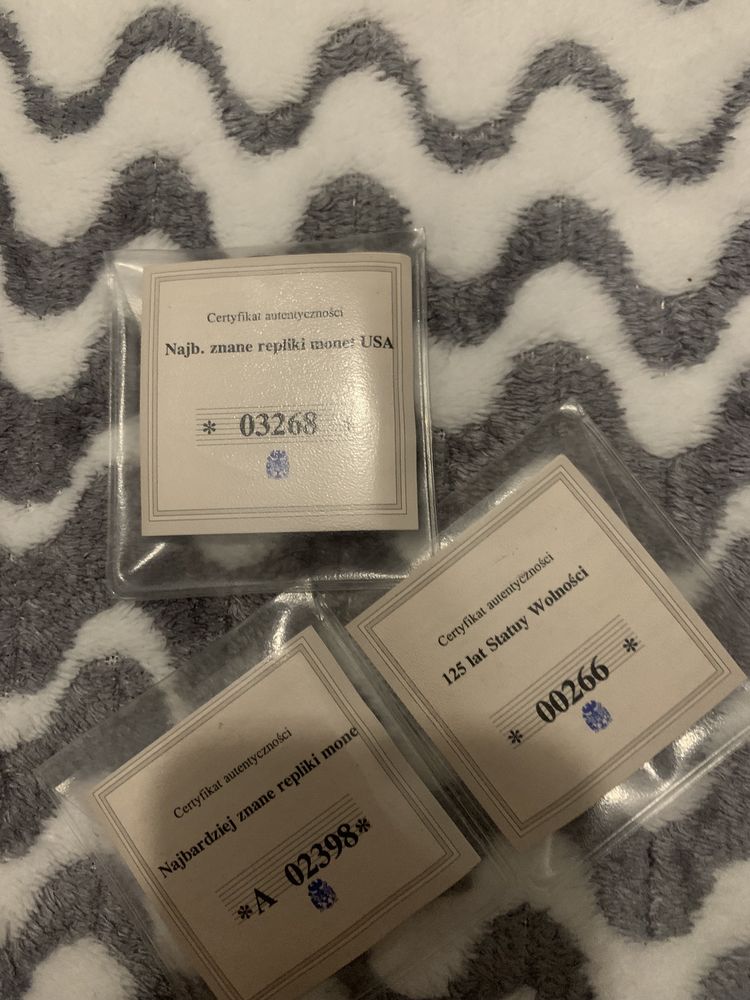 Certyfikat autentyczności
Najb. znane repliki monet USA
* 03268 *
Certyfikat autentyczności
125 lat Statuy Wolności
* 00266 *
Certyfikat autentyczności
Najbardziej znane repliki mone
*A 02398*